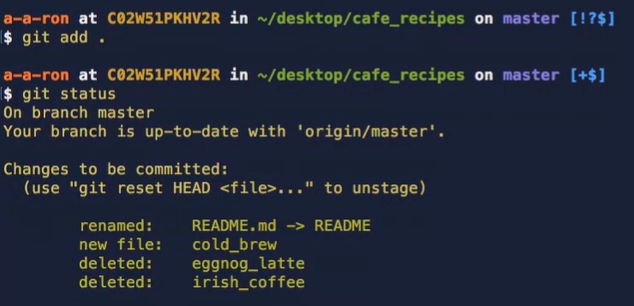 a-a-ron at C02W51PKHV2R in ~/desktop/cafe_recipes on master [!?$]
$ git add .
a-a-ron at C02W51PKHV2R in ~/desktop/cafe_recipes on master [+$]
$ git status
On branch master
Your branch is up-to-date with 'origin/master'.
Changes to be committed:
(use "git reset HEAD <file>..." to unstage)
renamed: README.md -> README
new file: cold_brew
deleted: eggnog_latte
deleted: irish_coffee